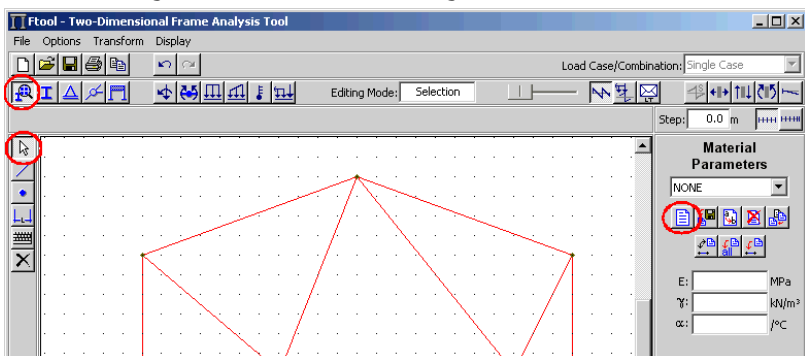 Ftool - Two-Dimensional Frame Analysis Tool
File Options Transform Display
Load Case/Combination: Single Case
Editing Mode: Selection
Step: 0.0 m
Material
Parameters
NONE
all
E: MPa
γ: kN/m³
α: /°C